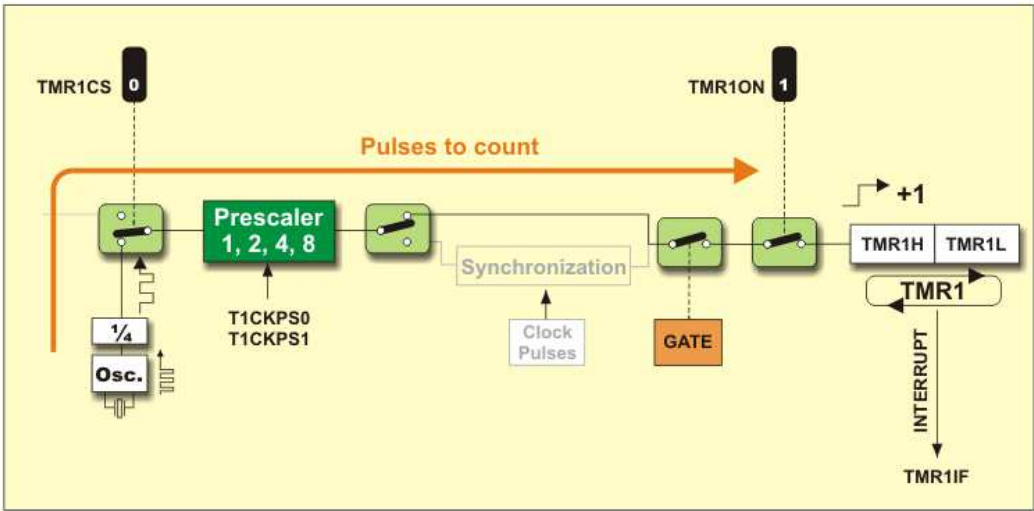 TMR1CS
0
TMR1ON
1
Pulses to count
Prescaler
1, 2, 4, 8
+1
TMR1H
TMR1L
Synchronization
TMR1
T1CKPS0
T1CKPS1
¼
Osc.
Clock
Pulses
GATE
INTERRUPT
TMR1IF